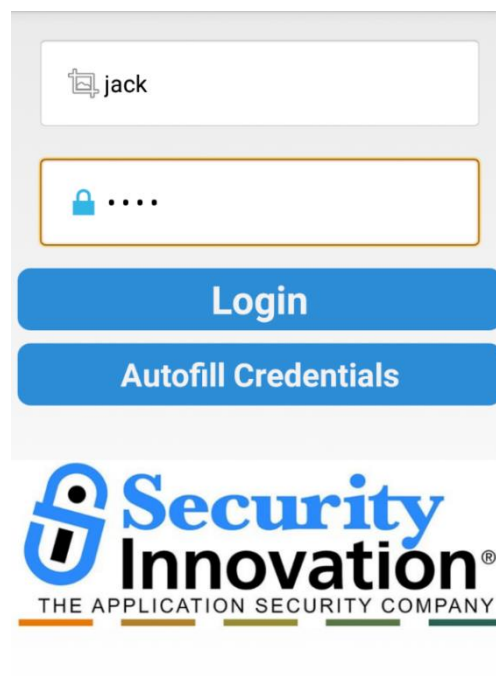 jack
••••
Login
Autofill Credentials
Security
Innovation®
THE APPLICATION SECURITY COMPANY